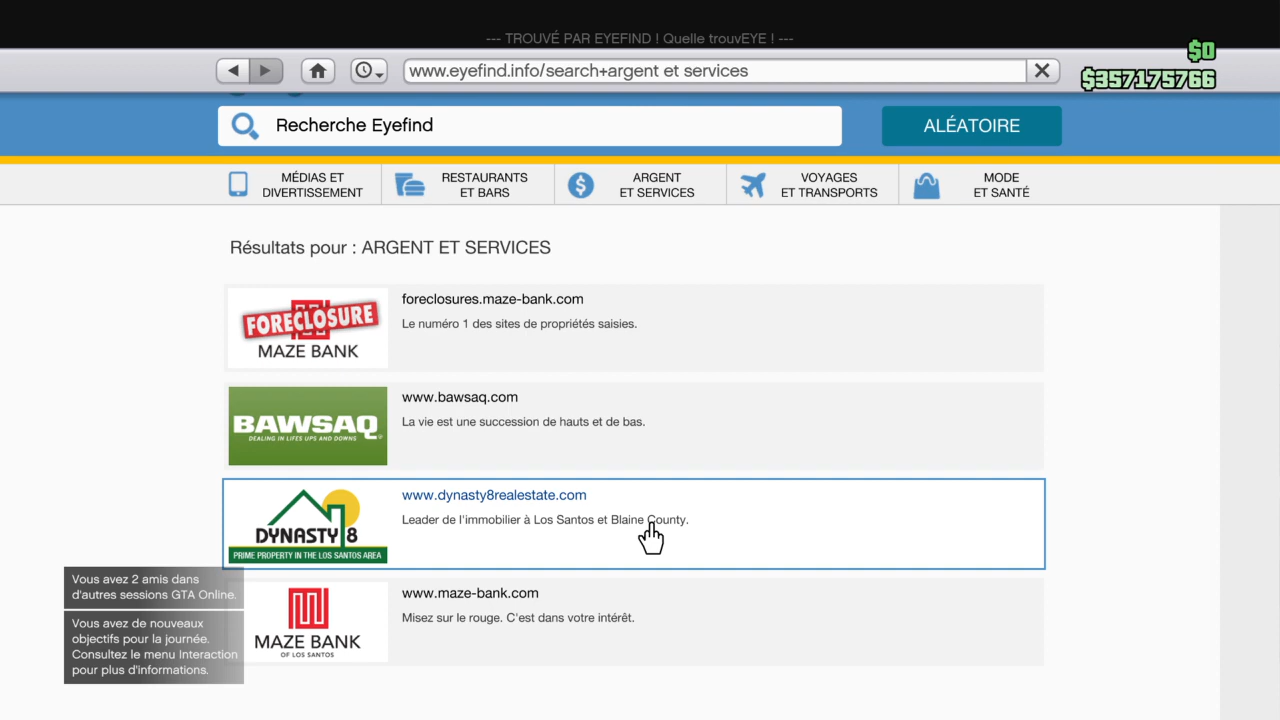 --- TROUVÉ PAR EYEFIND ! Quelle trouvEYE ! ---
$0
www.eyefind.info/search+argent et services
$357175766
Recherche Eyefind
ALÉATOIRE
MÉDIAS ET
DIVERTISSEMENT
RESTAURANTS
ET BARS
ARGENT
ET SERVICES
VOYAGES
ET TRANSPORTS
MODE
ET SANTÉ
Résultats pour : ARGENT ET SERVICES
FORECLOSURE
MAZE BANK
foreclosures.maze-bank.com
Le numéro 1 des sites de propriétés saisies.
BAWSAQ
DEALING IN LIFES UPS AND DOWNS
www.bawsaq.com
La vie est une succession de hauts et de bas.
DYNASTY 8
PRIME PROPERTY IN THE LOS SANTOS AREA
www.dynasty8realestate.com
Leader de l'immobilier à Los Santos et Blaine County.
MAZE BANK
OF LOS SANTOS
www.maze-bank.com
Misez sur le rouge. C'est dans votre intérêt.
Vous avez 2 amis dans
d'autres sessions GTA Online.
Vous avez de nouveaux
objectifs pour la journée.
Consultez le menu Interaction
pour plus d'informations.